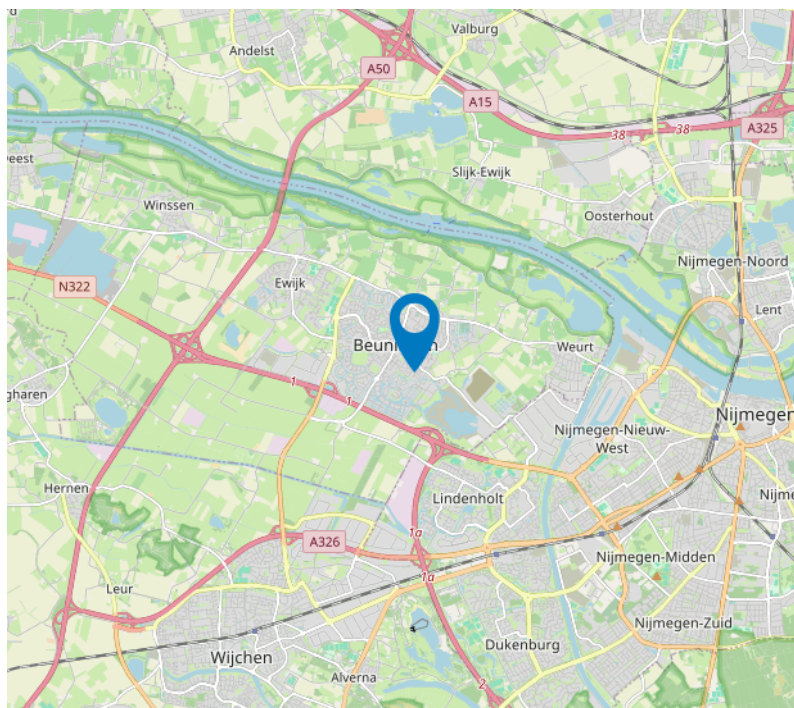 Valburg
Andelst
A50
A15
38
38
A325
Slijk-Ewijk
Winssen
Oosterhout
Nijmegen-Noord
N322
Ewijk
Lent
Weurt
1
1
Nijmegen
Nijmegen-Nieuw-
West
Hernen
Lindenholt
1a
A326
Nijmegen-Midden
1a
Leur
Nijmegen-Zuid
Dukenburg
Wijchen
Alverna
2